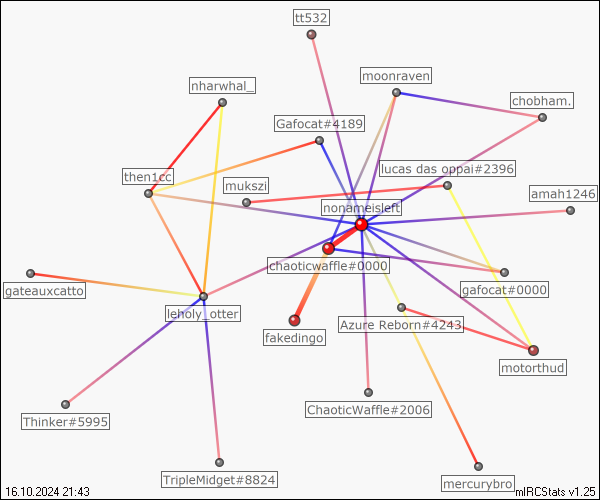 tt532
moonraven
nharwhal_
chobham.
Gafocat#4189
lucas das oppai#2396
then1cc
mukszi
amah1246
nonameisleft
chaoticwaffle#0000
gafocat#0000
gateauxcatto
leholy_otter
Azure Reborn#4243
fakedingo
motorthud
ChaoticWaffle#2006
Thinker#5995
TripleMidget#8824
mercurybro
16.10.2024 21:43
mIRCStats v1.25